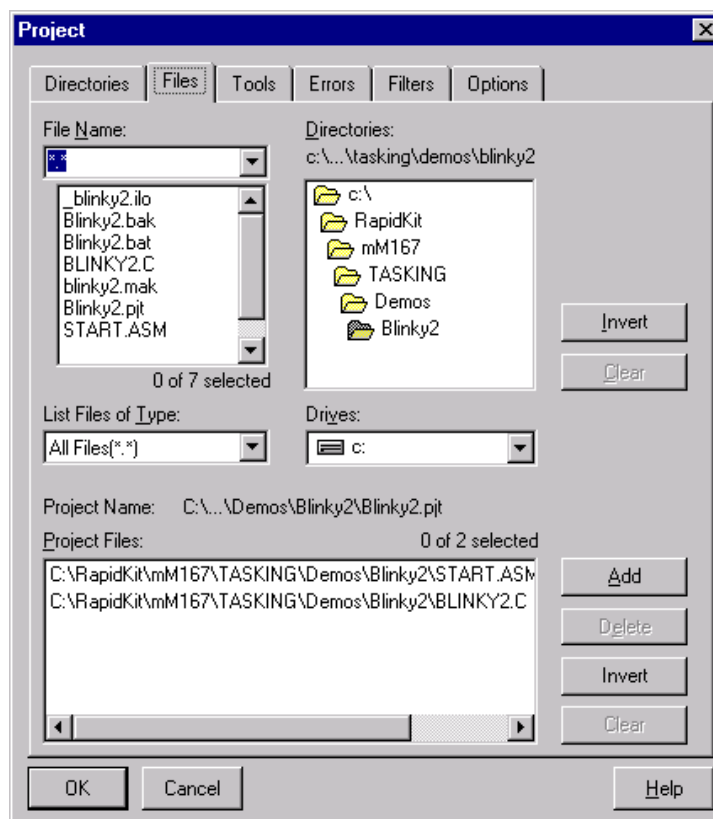 Project
Directories Files Tools Errors Filters Options
File Name:
*.*
_blinky2.ilo
Blinky2.bak
Blinky2.bat
BLINKY2.C
blinky2.mak
Blinky2.pjt
START.ASM
0 of 7 selected
Directories:
c:\...\tasking\demos\blinky2
c:\
RapidKit
mM167
TASKING
Demos
Blinky2
Invert
Clear
List Files of Type:
All Files(*.*)
Drives:
c:
Project Name: C:\...\Demos\Blinky2\Blinky2.pjt
Project Files: 0 of 2 selected
C:\RapidKit\mM167\TASKING\Demos\Blinky2\START.ASM
C:\RapidKit\mM167\TASKING\Demos\Blinky2\BLINKY2.C
Add
Delete
Invert
Clear
OK Cancel Help